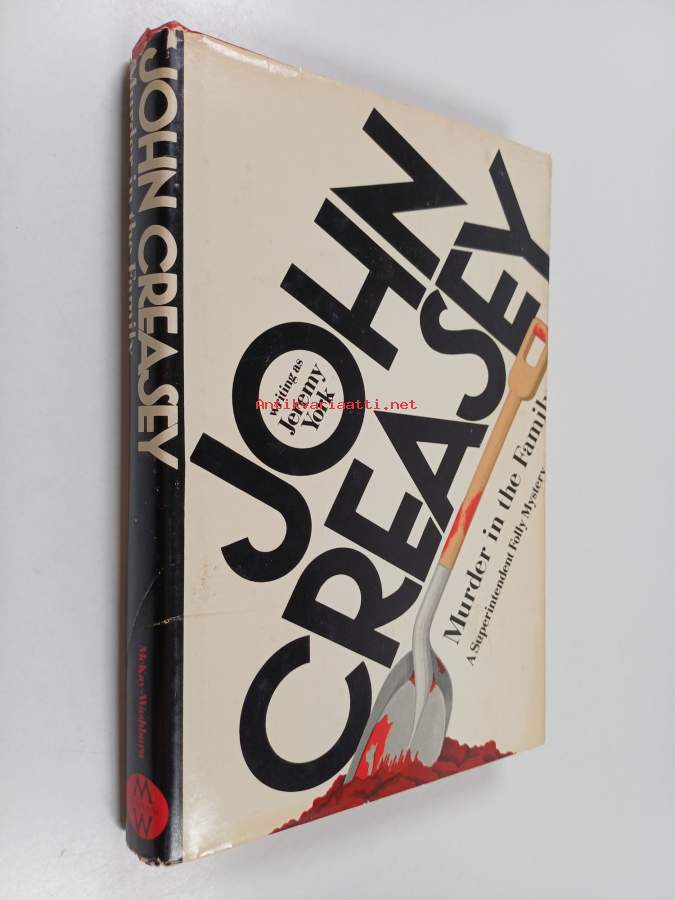 JOHN CREASEY
Murder in the Family
McKay-Washburn
M
W
JOHN
writing as
Jeremy
York
CREASEY
Murder in the Family
A Superintendent Folly Mystery
Antikvariaatti.net